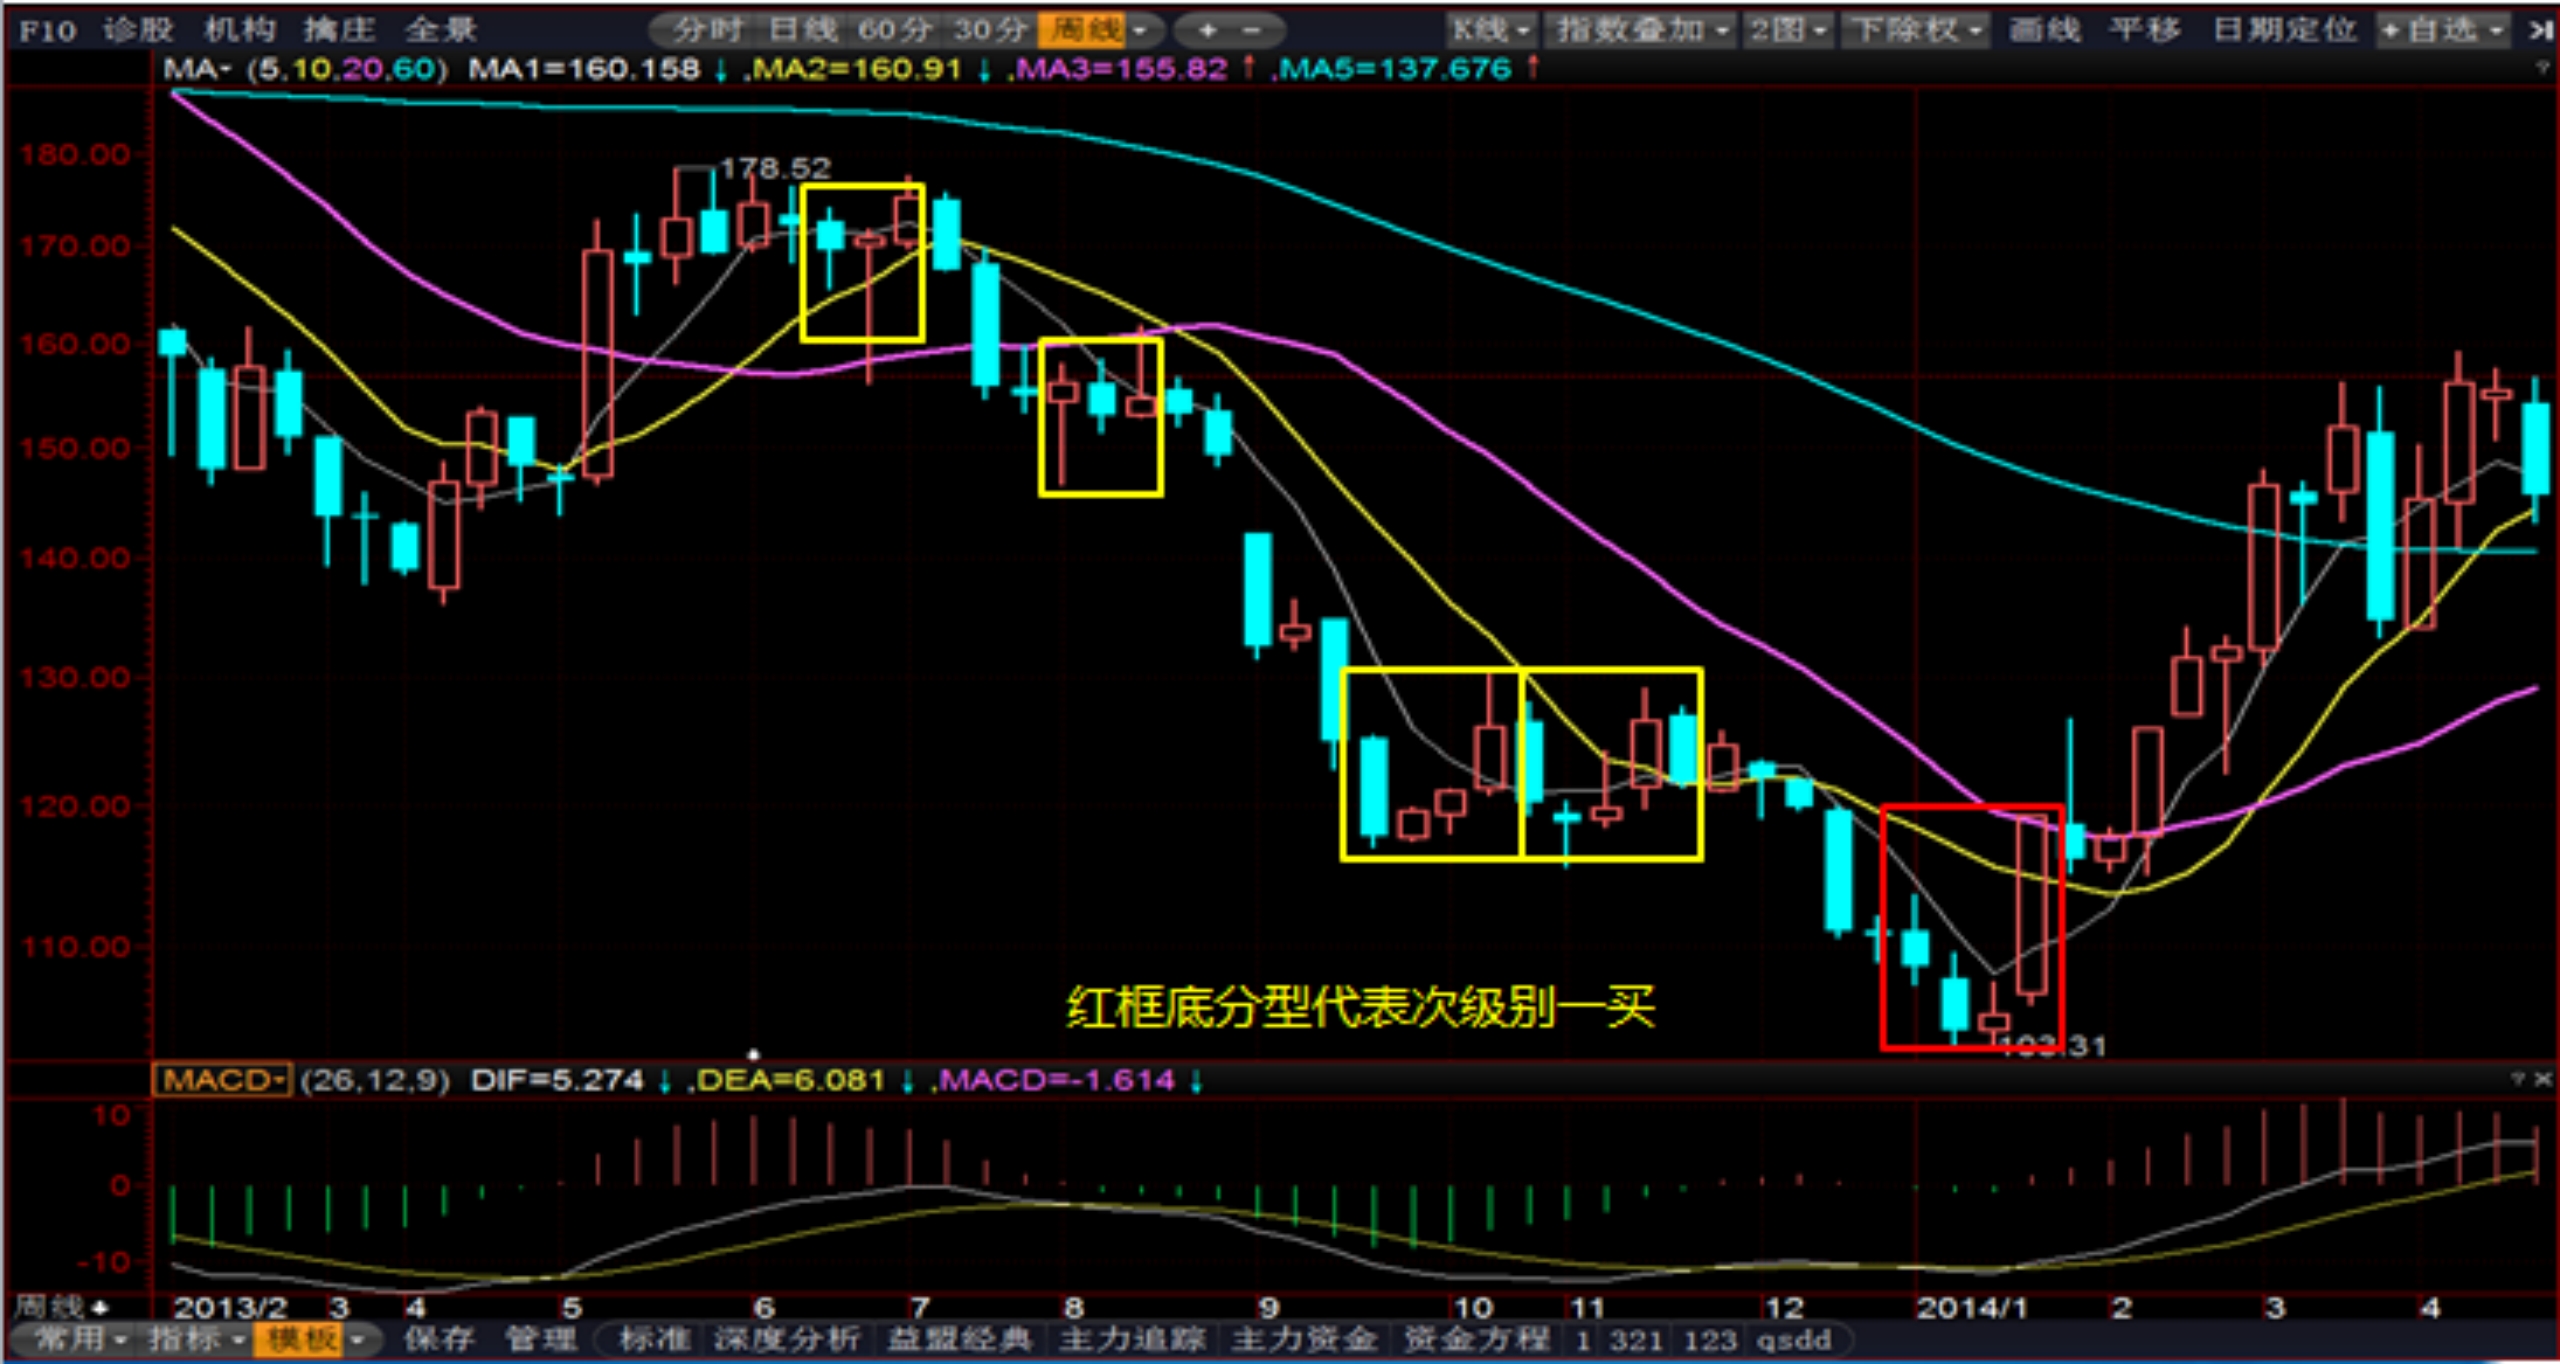 F10 诊股 机构 擒庄 全景 分时 日线 60分 30分 周线 + - K线 指数叠加 2图 下除权 画线 平移 日期定位 +自选
MA (5,10,20,60) MA1=160.158 ↓ ,MA2=160.91 ↓ ,MA3=155.82 ↑ ,MA5=137.676 ↑ ?
180.00
178.52
170.00
160.00
150.00
140.00
130.00
120.00
110.00
红框底分型代表次级别一买
103.31
MACD (26,12,9) DIF=5.274 ↓ ,DEA=6.081 ↓ ,MACD=-1.614 ↓ ? ×
10
0
-10
周线 2013/2 3 4 5 6 7 8 9 10 11 12 2014/1 2 3 4
常用 指标 模板 保存 管理 标准 深度分析 益盟经典 主力追踪 主力资金 资金方程 1 321 123 qsdd